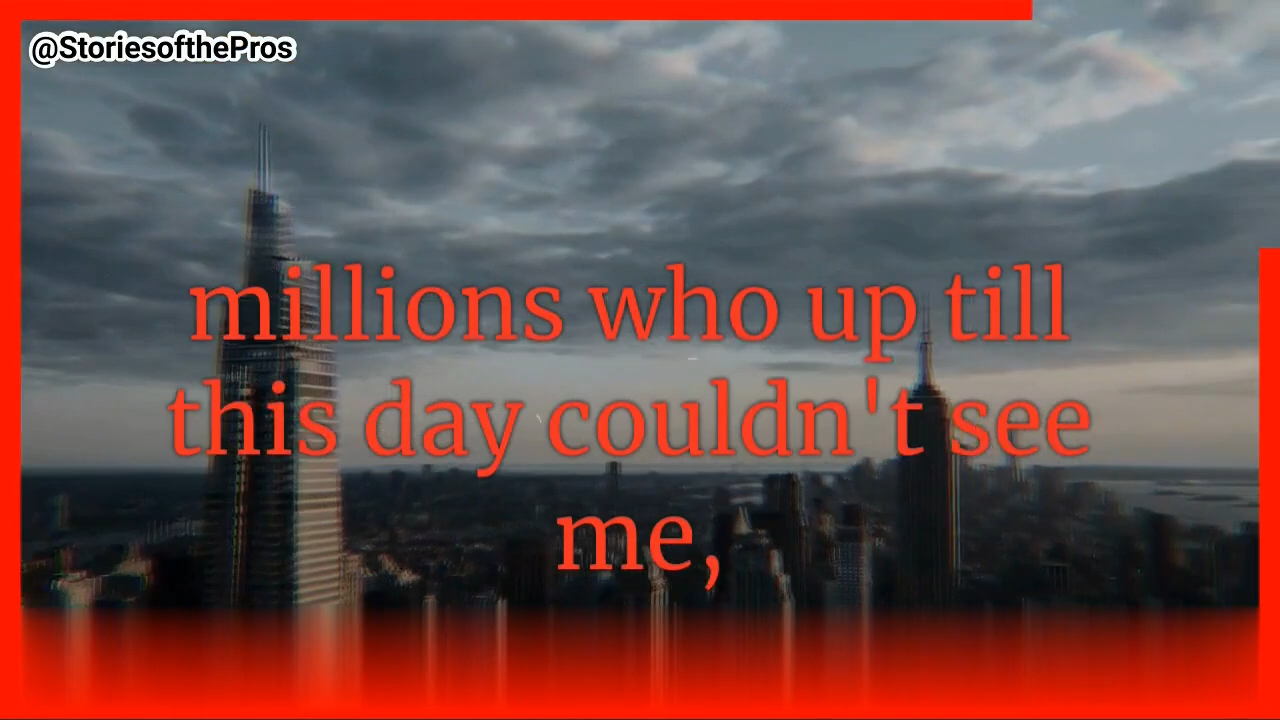 @StoriesofthePros
millions who up till
this day couldn't see
me,